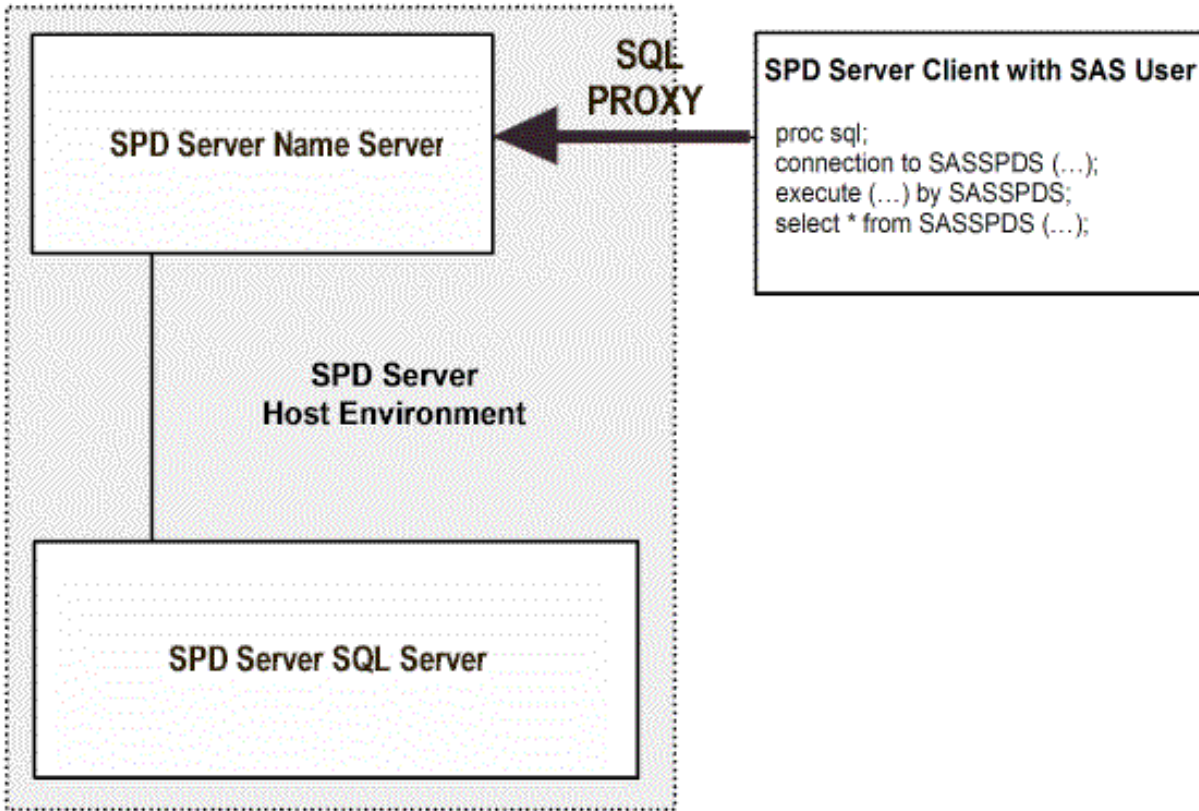 SPD Server Name Server
SQL
PROXY
SPD Server Client with SAS User
proc sql;
connection to SASSPDS (...);
execute (...) by SASSPDS;
select * from SASSPDS (...);
SPD Server
Host Environment
SPD Server SQL Server